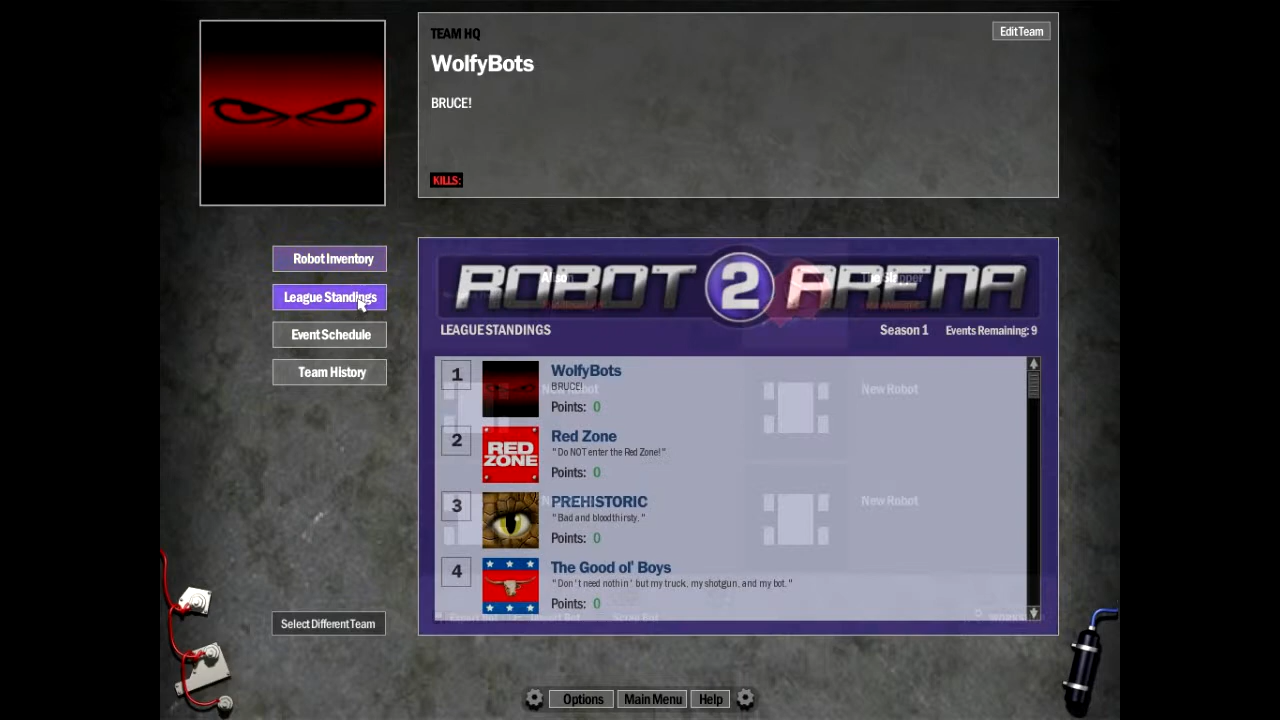 TEAM HQ
Edit Team
WolfyBots
BRUCE!
KILLS:
Robot Inventory
League Standings
Event Schedule
Team History
Select Different Team
ROBOT 2 ARENA
LEAGUE STANDINGS
Season 1
Events Remaining: 9
1
WolfyBots
BRUCE!
Points: 0
New Robot
New Robot
2
RED ZONE
Red Zone
"Do NOT enter the Red Zone!"
Points: 0
3
PREHISTORIC
"Bad and bloodthirsty."
Points: 0
New Robot
4
The Good ol' Boys
"Don't need nothin' but my truck, my shotgun, and my bot."
Points: 0
Options
Main Menu
Help